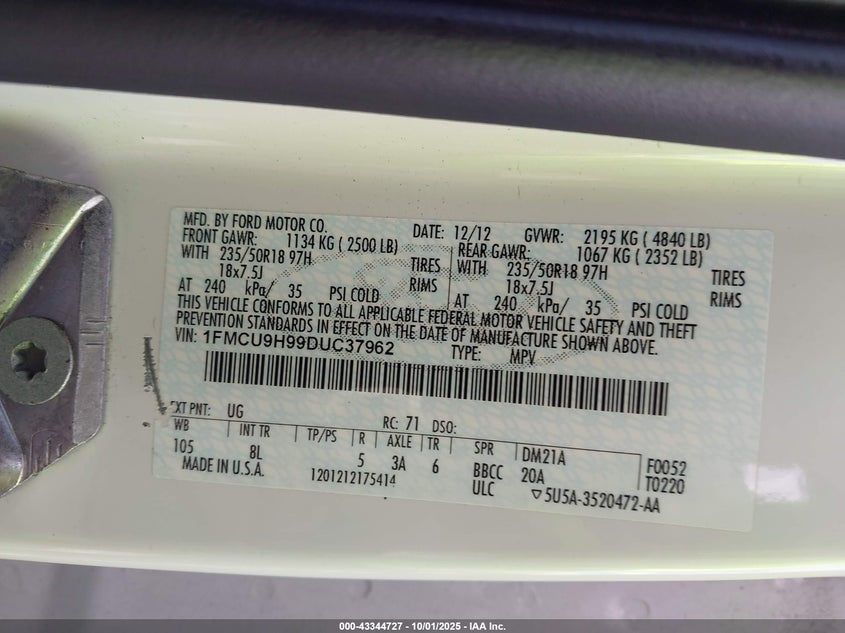 MFD. BY FORD MOTOR CO. DATE: 12/12 GVWR: 2195 KG ( 4840 LB)
FRONT GAWR: 1134 KG ( 2500 LB) REAR GAWR: 1067 KG ( 2352 LB)
WITH 235/50R18 97H TIRES WITH 235/50R18 97H TIRES
18x7.5J RIMS 18x7.5J RIMS
AT 240 kPa/ 35 PSI COLD AT 240 kPa/ 35 PSI COLD
THIS VEHICLE CONFORMS TO ALL APPLICABLE FEDERAL MOTOR VEHICLE SAFETY AND THEFT
PREVENTION STANDARDS IN EFFECT ON THE DATE OF MANUFACTURE SHOWN ABOVE.
VIN: 1FMCU9H99DUC37962 TYPE: MPV
EXT PNT: UG RC: 71 DSO:
WB INT TR TP/PS R AXLE TR SPR DM21A F0052
105 8L 5 3A 6 BBCC 20A T0220
MADE IN U.S.A. 1201212175414 ULC ▽5U5A-3520472-AA
000-43344727 - 10/01/2025 - IAA Inc.